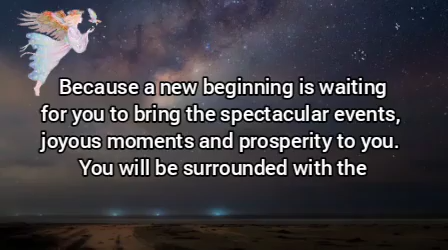 Because a new beginning is waiting
for you to bring the spectacular events,
joyous moments and prosperity to you.
You will be surrounded with the